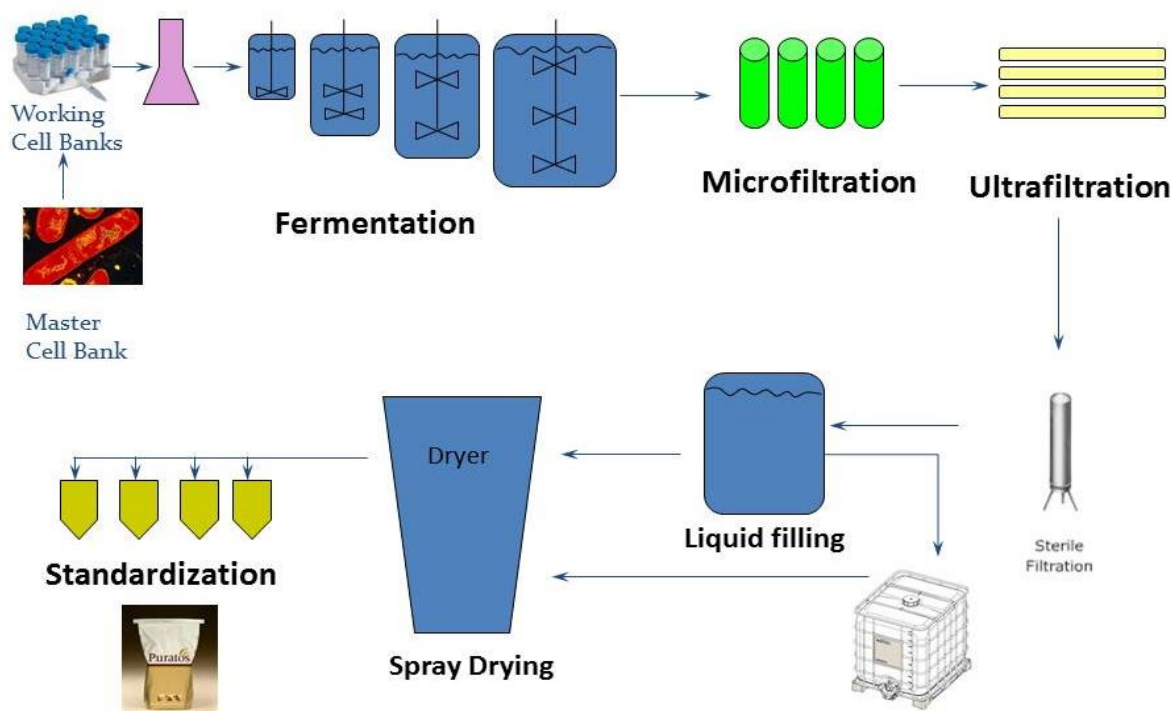 Working
Cell Banks
Fermentation
Microfiltration
Ultrafiltration
Master
Cell Bank
Dryer
Liquid filling
Sterile
Filtration
Standardization
Spray Drying
Puratos